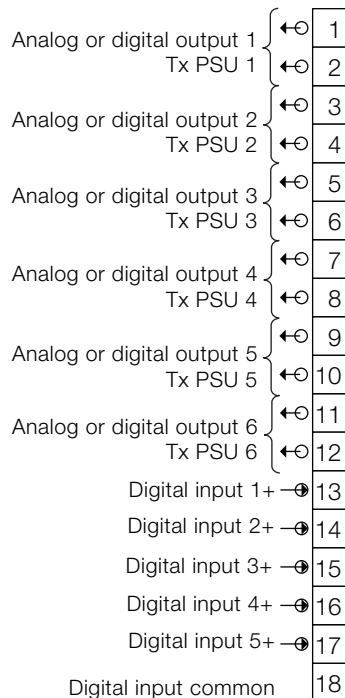 Analog or digital output 1
Tx PSU 1
1
2
Analog or digital output 2
Tx PSU 2
3
4
Analog or digital output 3
Tx PSU 3
5
6
Analog or digital output 4
Tx PSU 4
7
8
Analog or digital output 5
Tx PSU 5
9
10
Analog or digital output 6
Tx PSU 6
11
12
Digital input 1+ 13
Digital input 2+ 14
Digital input 3+ 15
Digital input 4+ 16
Digital input 5+ 17
Digital input common 18